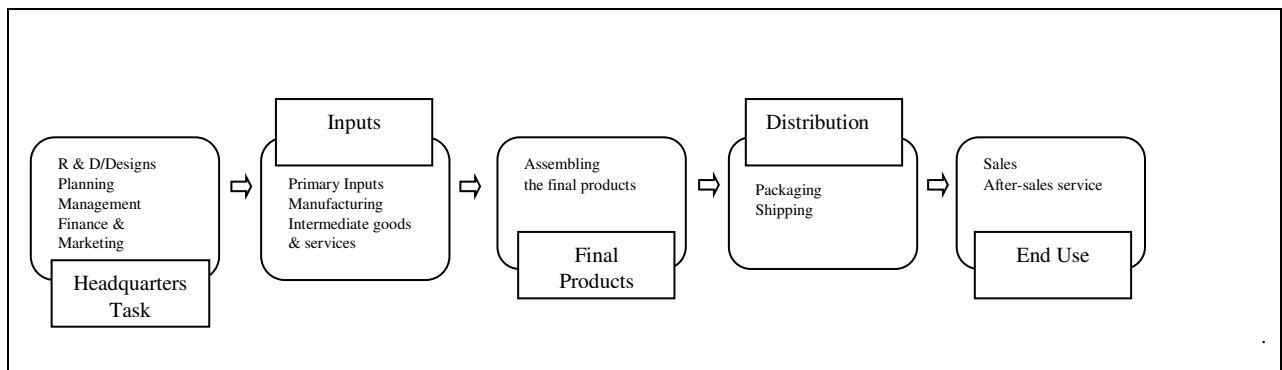 R & D/Designs
Planning
Management
Finance &
Marketing
Headquarters
Task
Inputs
Primary Inputs
Manufacturing
Intermediate goods
& services
Assembling
the final products
Final
Products
Distribution
Packaging
Shipping
Sales
After-sales service
End Use
.